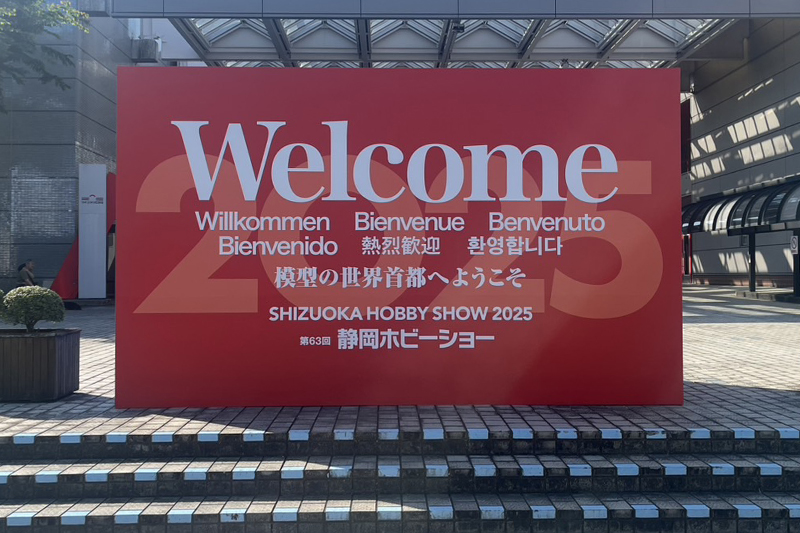 2025
Welcome
Willkommen Bienvenue Benvenuto
Bienvenido 熱烈歓迎 환영합니다
模型の世界首都へようこそ
SHIZUOKA HOBBY SHOW 2025
第63回 静岡ホビーショー